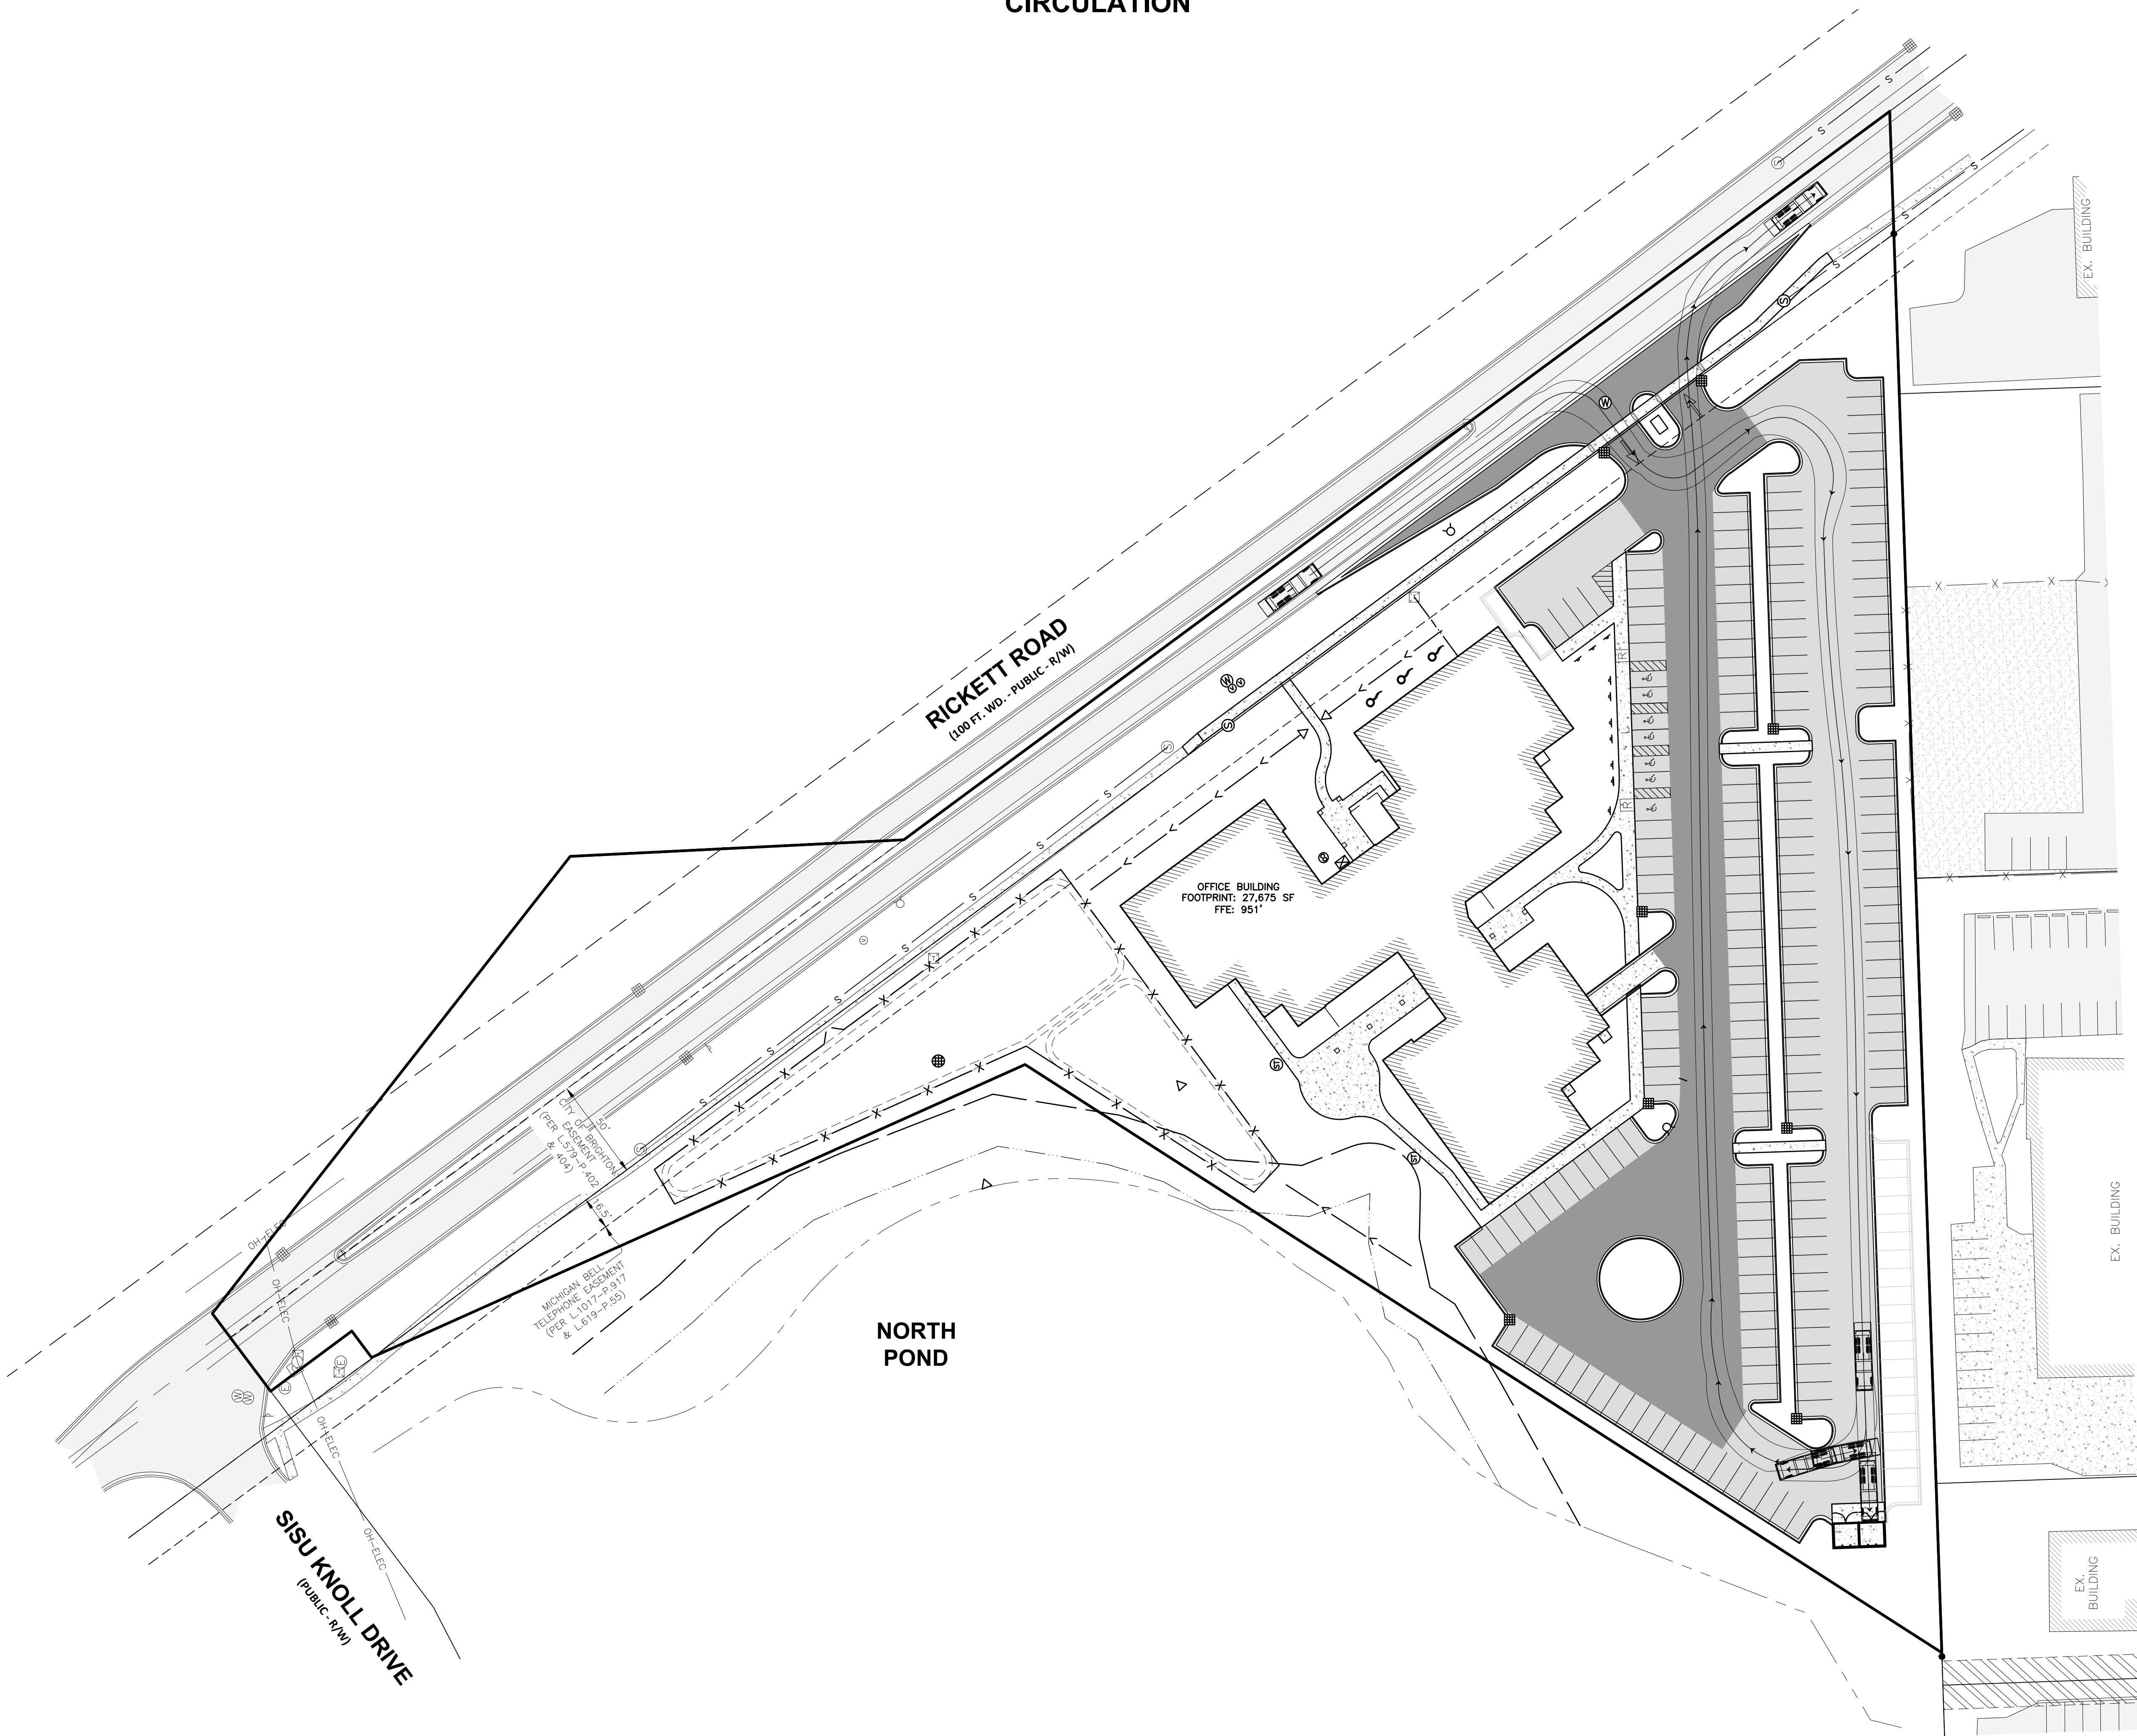 CIRCULATION
RICKETT ROAD
(100 FT. WD. - PUBLIC - R/W)
EX. BUILDING
OFFICE BUILDING
FOOTPRINT: 27,675 SF
FFE: 951'
50'
CITY OF BRIGHTON
EASEMENT
(PER L.579-P.402
& 404)
16.5'
MICHIGAN BELL
TELEPHONE EASEMENT
(PER L.1017-P.917
& L.619-P.55)
NORTH
POND
OH-ELEC
OH-ELEC
OH-ELEC
OH-ELEC
SISU KNOLL DRIVE
(PUBLIC - R/W)
EX. BUILDING
EX.
BUILDING